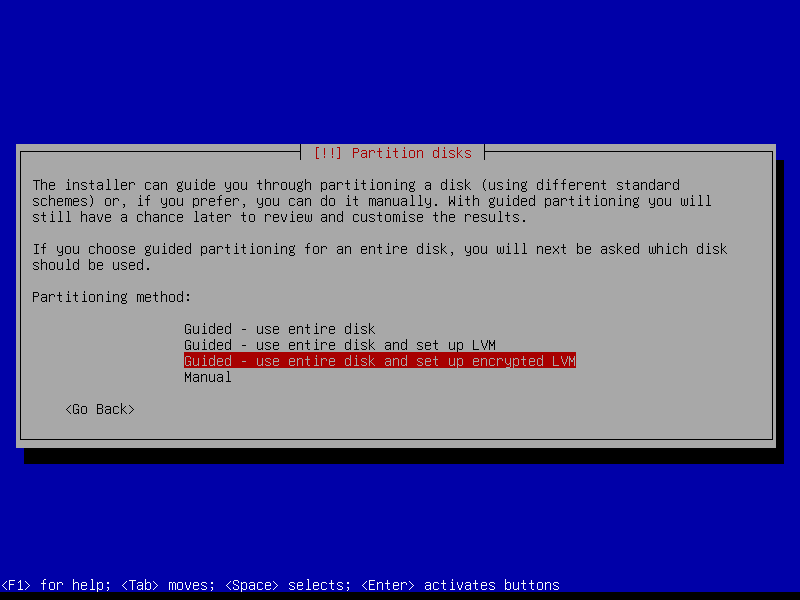 [!!] Partition disks
The installer can guide you through partitioning a disk (using different standard
schemes) or, if you prefer, you can do it manually. With guided partitioning you will
still have a chance later to review and customise the results.
If you choose guided partitioning for an entire disk, you will next be asked which disk
should be used.
Partitioning method:
Guided - use entire disk
Guided - use entire disk and set up LVM
Guided - use entire disk and set up encrypted LVM
Manual
<Go Back>
<F1> for help; <Tab> moves; <Space> selects; <Enter> activates buttons